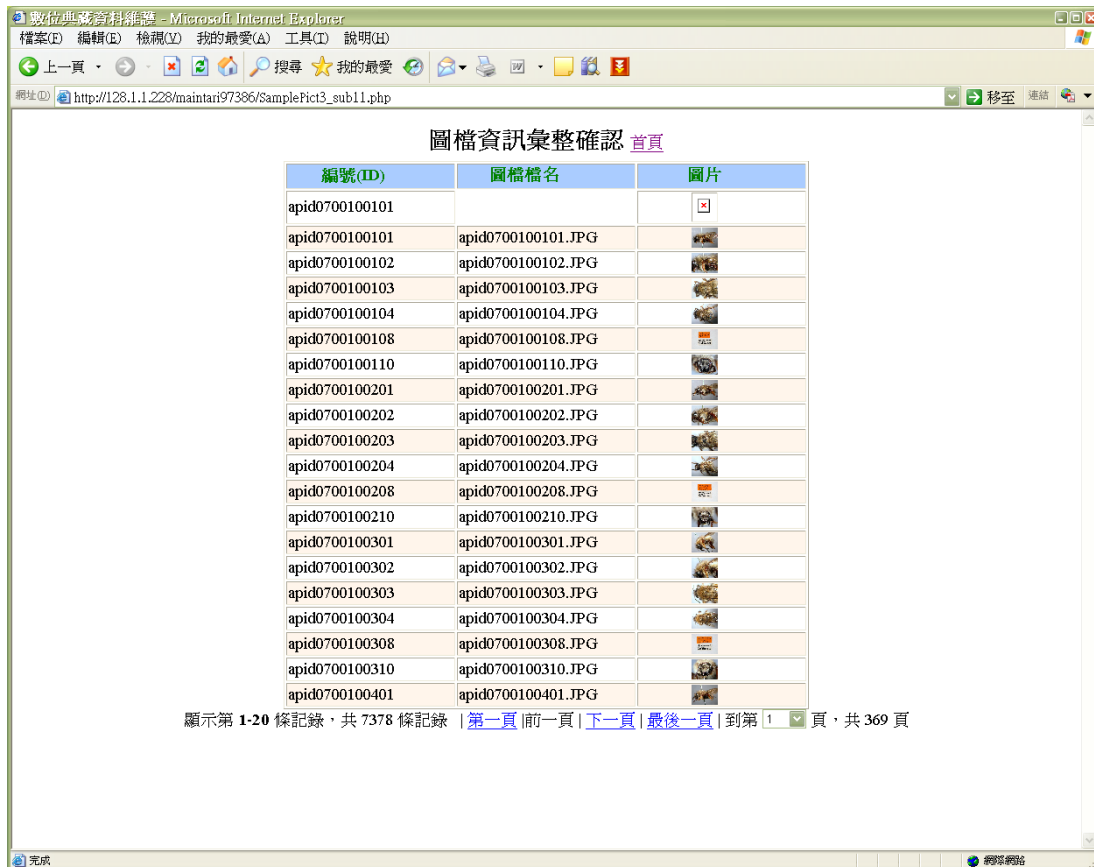 數位典藏資料維護 - Microsoft Internet Explorer
檔案(F) 編輯(E) 檢視(V) 我的最愛(A) 工具(T) 說明(H)
上一頁 搜尋 我的最愛
網址(D) http://128.1.1.228/maintari97386/SamplePict3_sub11.php 移至 連結
圖檔資訊彙整確認 首頁
編號(ID) 圖檔檔名 圖片
apid0700100101
apid0700100101 apid0700100101.JPG
apid0700100102 apid0700100102.JPG
apid0700100103 apid0700100103.JPG
apid0700100104 apid0700100104.JPG
apid0700100108 apid0700100108.JPG
apid0700100110 apid0700100110.JPG
apid0700100201 apid0700100201.JPG
apid0700100202 apid0700100202.JPG
apid0700100203 apid0700100203.JPG
apid0700100204 apid0700100204.JPG
apid0700100208 apid0700100208.JPG
apid0700100210 apid0700100210.JPG
apid0700100301 apid0700100301.JPG
apid0700100302 apid0700100302.JPG
apid0700100303 apid0700100303.JPG
apid0700100304 apid0700100304.JPG
apid0700100308 apid0700100308.JPG
apid0700100310 apid0700100310.JPG
apid0700100401 apid0700100401.JPG
顯示第 1-20 條記錄，共 7378 條記錄 | 第一頁 |前一頁 | 下一頁 | 最後一頁 | 到第 1 頁，共 369 頁
完成 網際網路